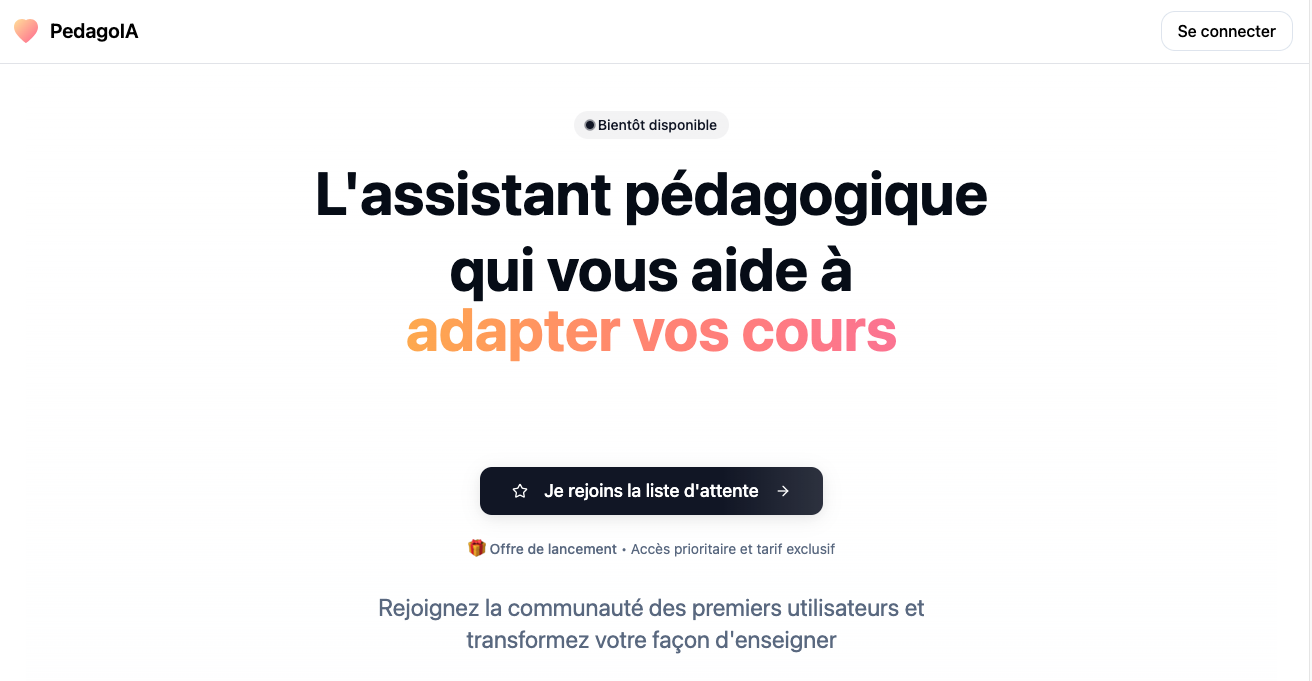 PedagoIA
Se connecter
Bientôt disponible
L'assistant pédagogique
qui vous aide à
adapter vos cours
Je rejoins la liste d'attente
Offre de lancement • Accès prioritaire et tarif exclusif
Rejoignez la communauté des premiers utilisateurs et
transformez votre façon d'enseigner